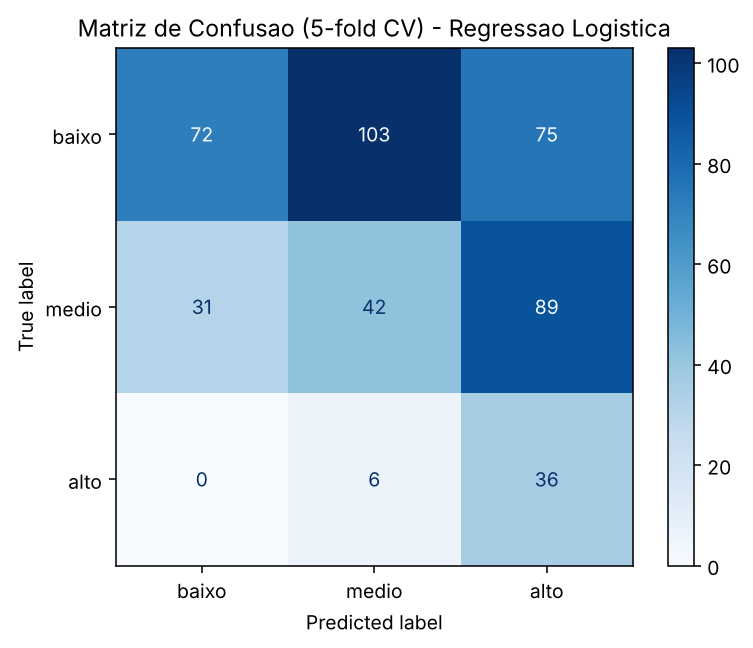 Matriz de Confusao (5-fold CV) - Regressao Logistica
100
baixo
72
103
75
80
60
True label
medio
31
42
89
40
20
alto
0
6
36
0
baixo
medio
alto
Predicted label